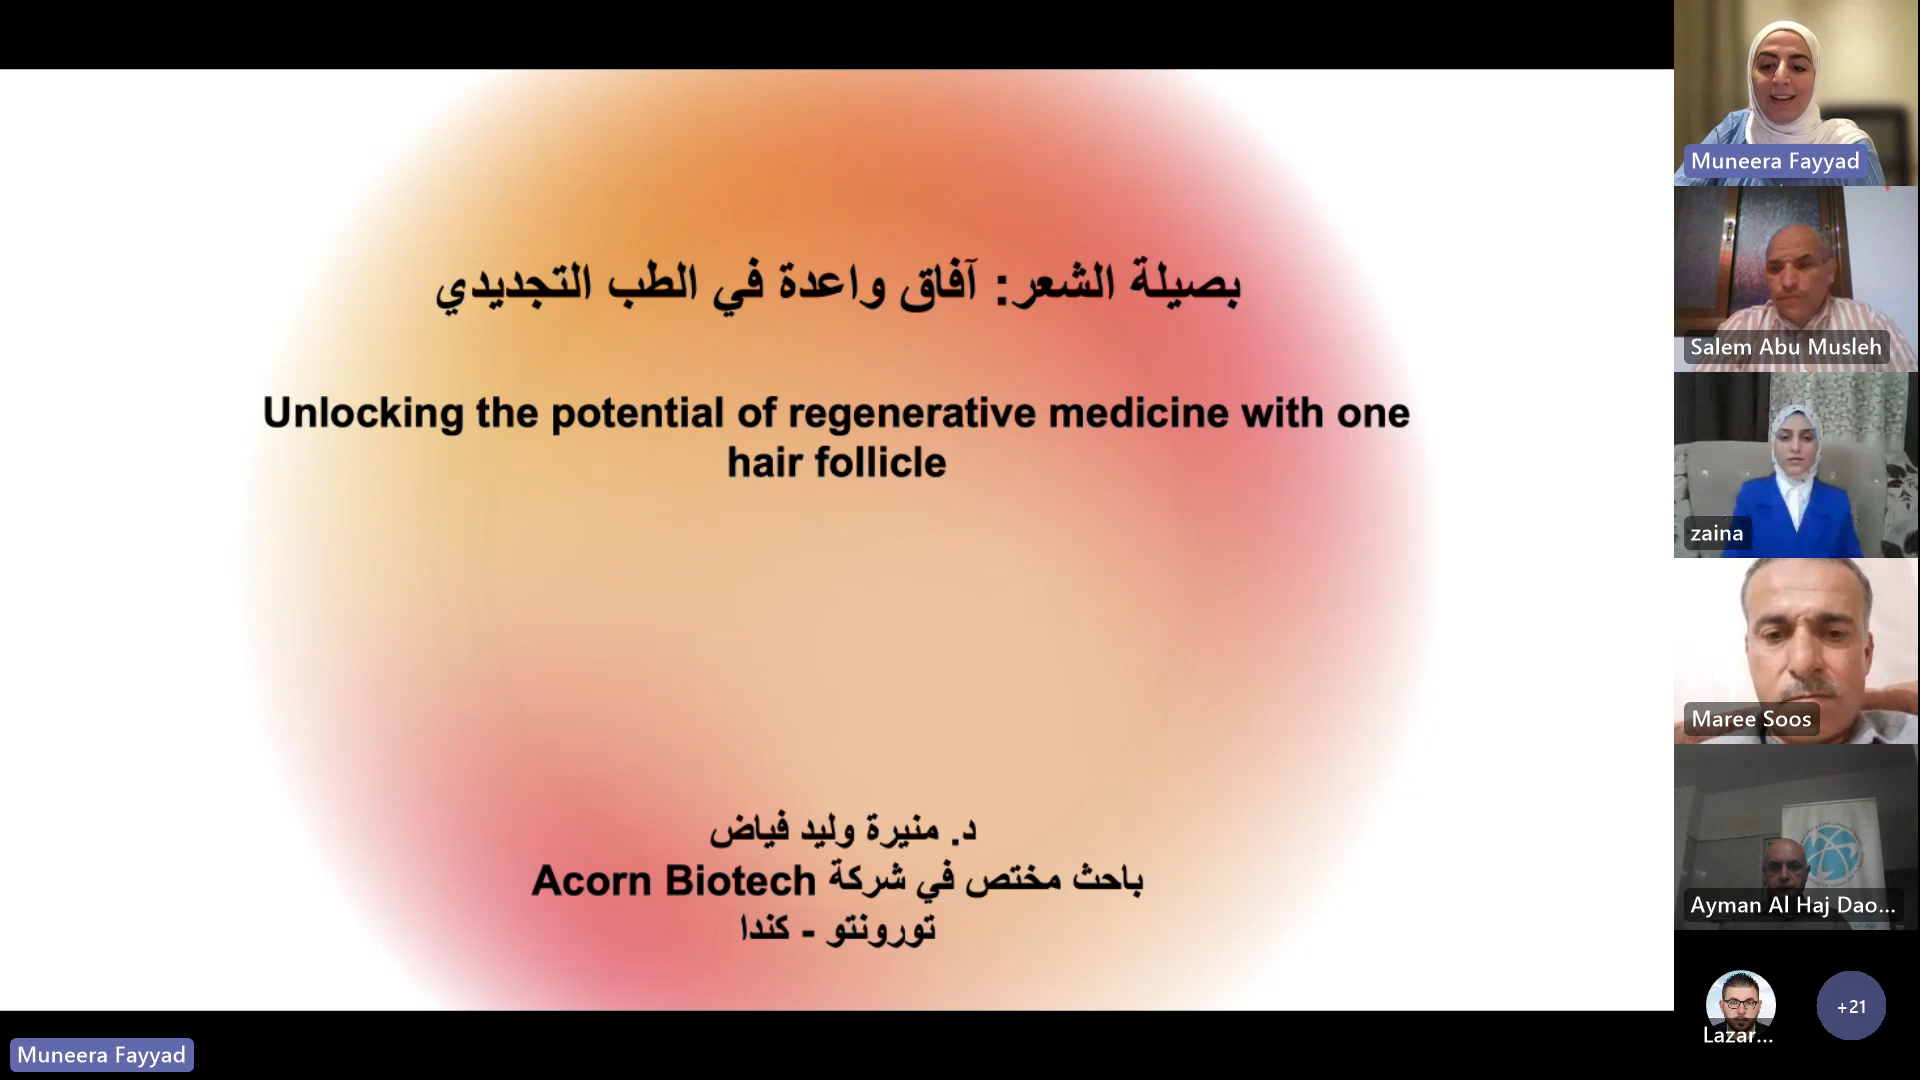 بصيلة الشعر: آفاق واعدة في الطب التجديدي
Unlocking the potential of regenerative medicine with one
hair follicle
د. منيرة وليد فياض
باحث مختص في شركة Acorn Biotech
تورونتو - كندا
Muneera Fayyad
Muneera Fayyad
Salem Abu Musleh
zaina
Maree Soos
Ayman Al Haj Dao...
Lazar...
+21